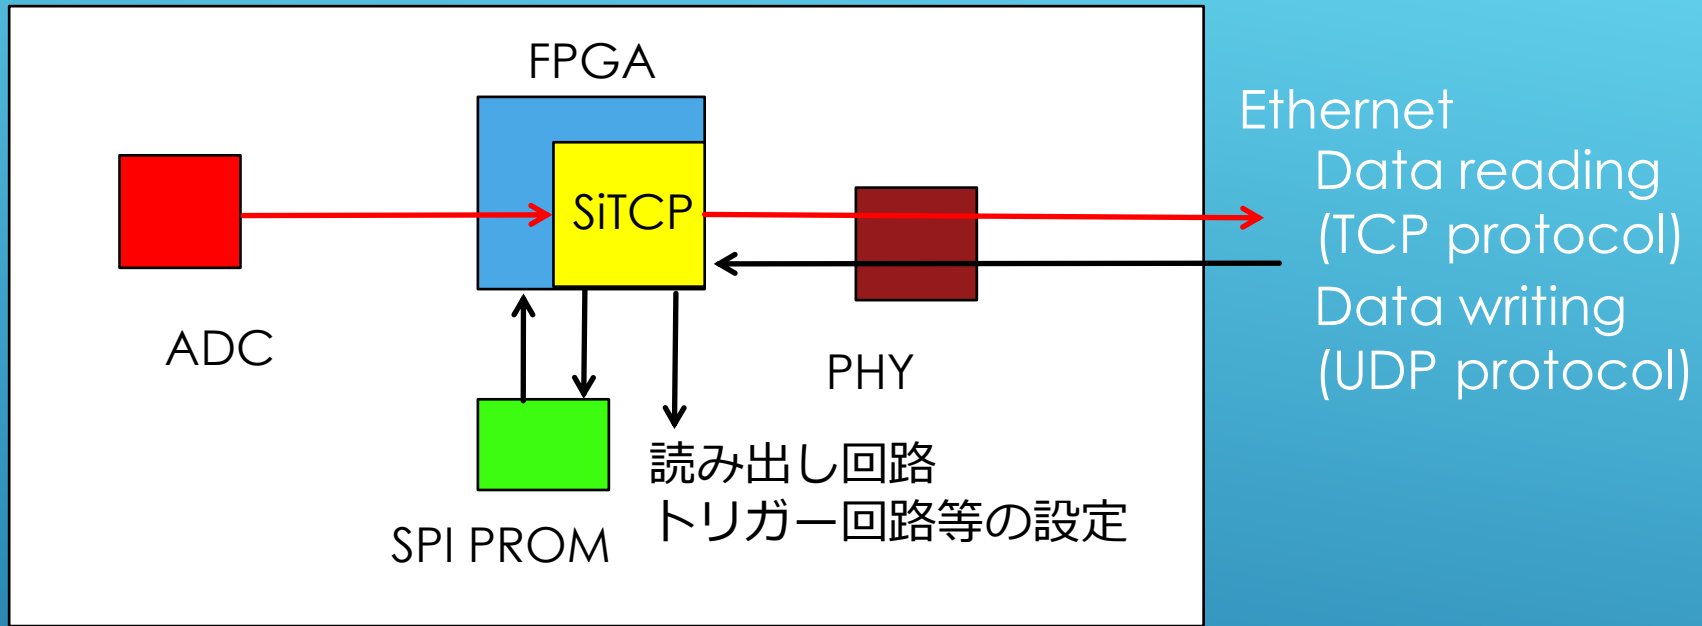 FPGA
SiTCP
ADC
PHY
SPI PROM
読み出し回路
トリガー回路等の設定
Ethernet
Data reading
(TCP protocol)
Data writing
(UDP protocol)